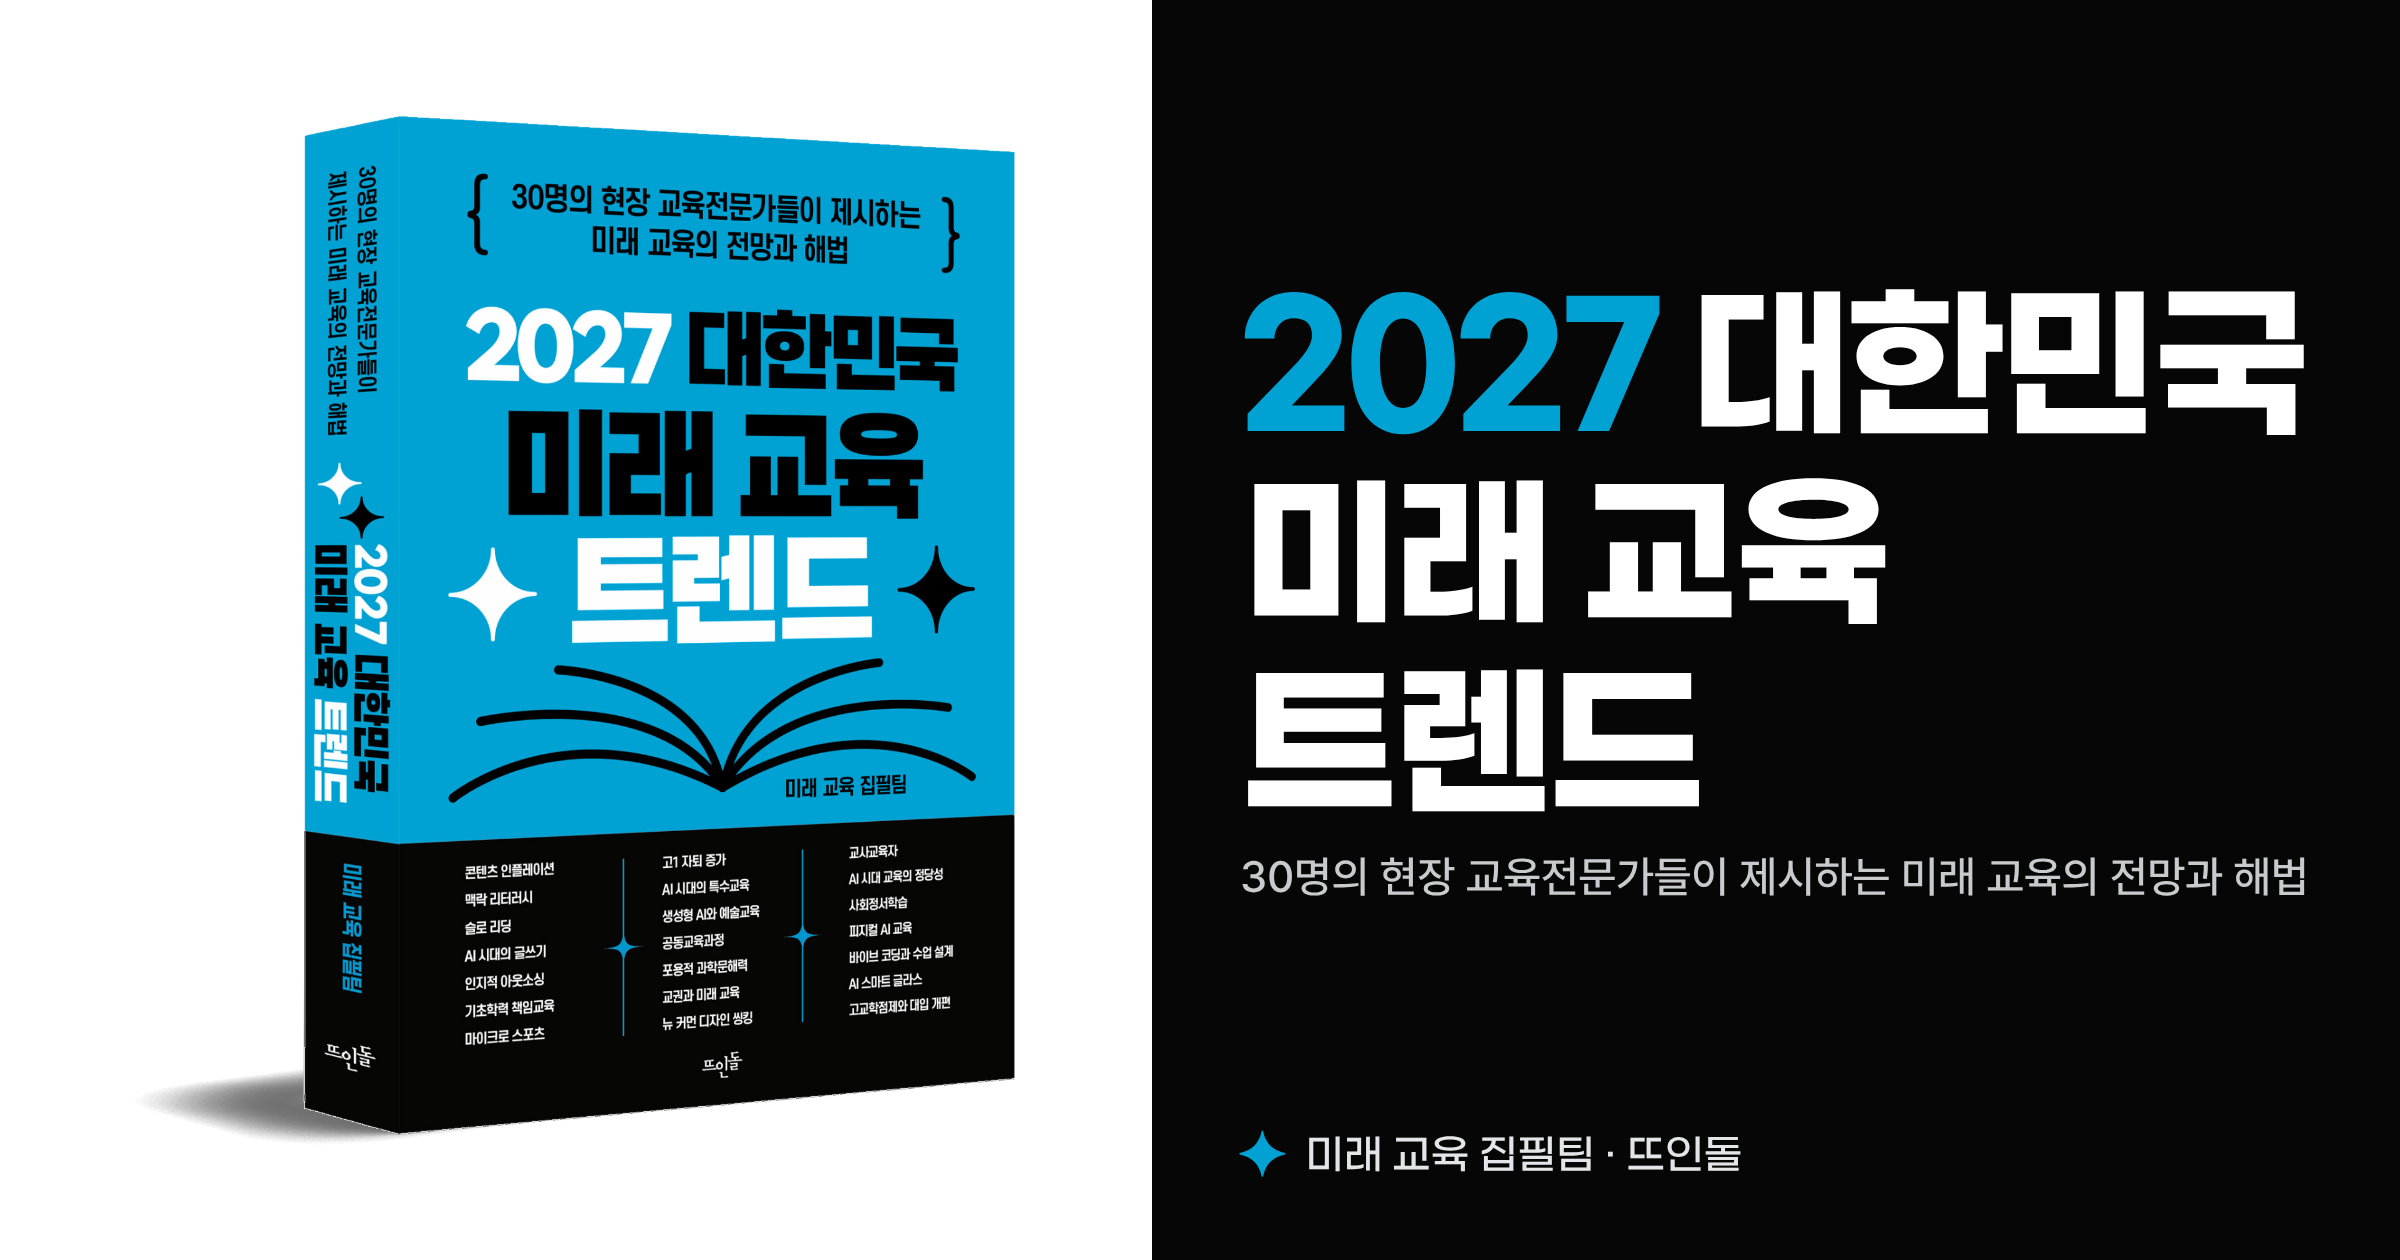 30명의 현장 교육전문가들이
제시하는 미래 교육의 전망과 해법
2027 대한민국
미래 교육 트렌드
미래 교육 집필팀
뜨인돌
{ 30명의 현장 교육전문가들이 제시하는
미래 교육의 전망과 해법 }
2027 대한민국
미래 교육
트렌드
미래 교육 집필팀
콘텐츠 인플레이션
맥락 리터러시
슬로 리딩
AI 시대의 글쓰기
인지적 아웃소싱
기초학력 책임교육
마이크로 스포츠
고1 자퇴 증가
AI 시대의 특수교육
생성형 AI와 예술교육
공동교육과정
포용적 과학문해력
교권과 미래 교육
뉴 커먼 디자인 씽킹
교사교육자
AI 시대 교육의 정당성
사회정서학습
피지컬 AI 교육
바이브 코딩과 수업 설계
AI 스마트 글라스
고교학점제와 대입 개편
뜨인돌
2027 대한민국
미래 교육
트렌드
30명의 현장 교육전문가들이 제시하는 미래 교육의 전망과 해법
미래 교육 집필팀 · 뜨인돌